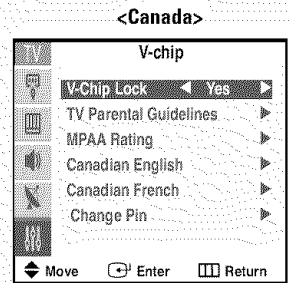 <Canada>
TV V-chip
V-Chip Lock ◄ Yes ►
TV Parental Guidelines ►
MPAA Rating ►
Canadian English ►
Canadian French ►
Change Pin ►
Move Enter Return